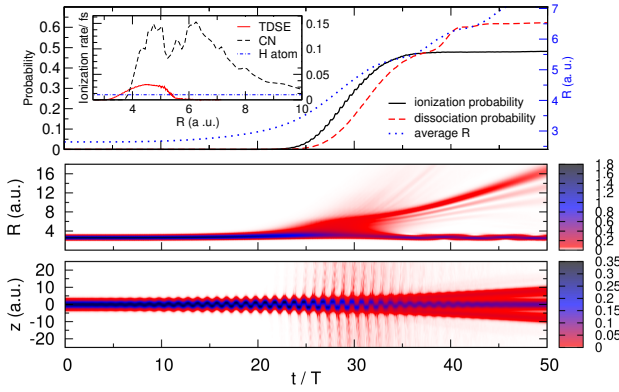 Probability
0.6
0.5
0.4
0.3
0.2
0.1
0
Ionization rate/ fs
TDSE
CN
H atom
0.15
0.1
0.05
0
4 6 8 10
R (a .u.)
ionization probability
dissociation probability
average R
7
6
5
4
3
R (a. u.)
R (a.u.)
16
12
8
4
1.8
1.6
1.4
1.2
1
0.8
0.6
0.4
0.2
0
z (a.u.)
20
10
0
-10
-20
0.35
0.3
0.25
0.2
0.15
0.1
0.05
0
0 10 20 30 40 50
t / T